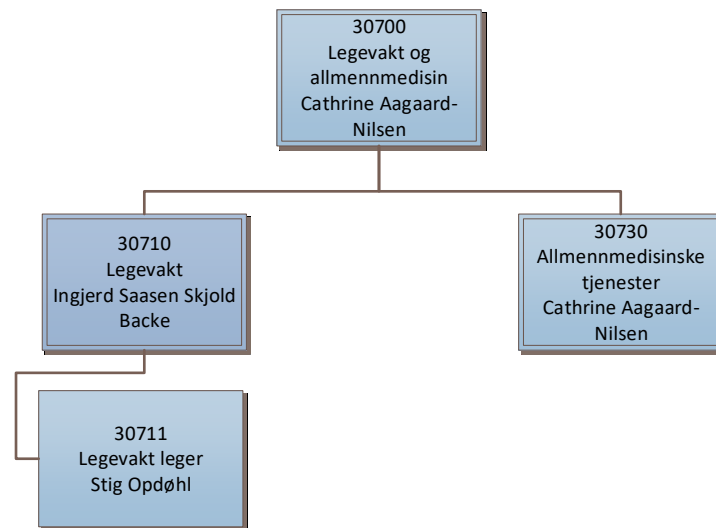 30700
Legevakt og
allmennmedisin
Cathrine Aagaard-
Nilsen
30710
Legevakt
Ingjerd Saasen Skjold
Backe
30730
Allmennmedisinske
tjenester
Cathrine Aagaard-
Nilsen
30711
Legevakt leger
Stig Opdøhl